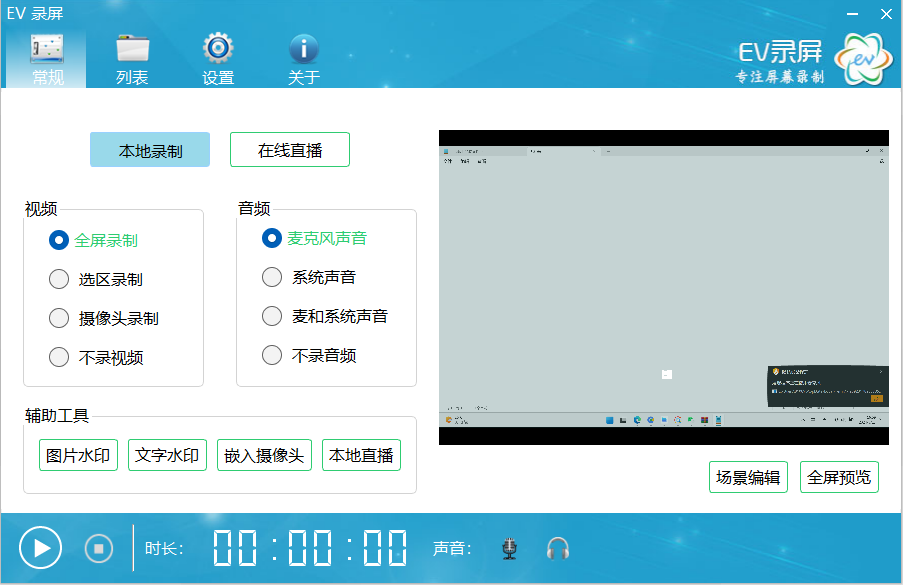 EV 录屏
常规
列表
设置
关于
EV录屏
专注屏幕录制
ev
本地录制
在线直播
视频
全屏录制
选区录制
摄像头录制
不录视频
音频
麦克风声音
系统声音
麦和系统声音
不录音频
辅助工具
图片水印
文字水印
嵌入摄像头
本地直播
场景编辑
全屏预览
时长:
00:00:00
声音: